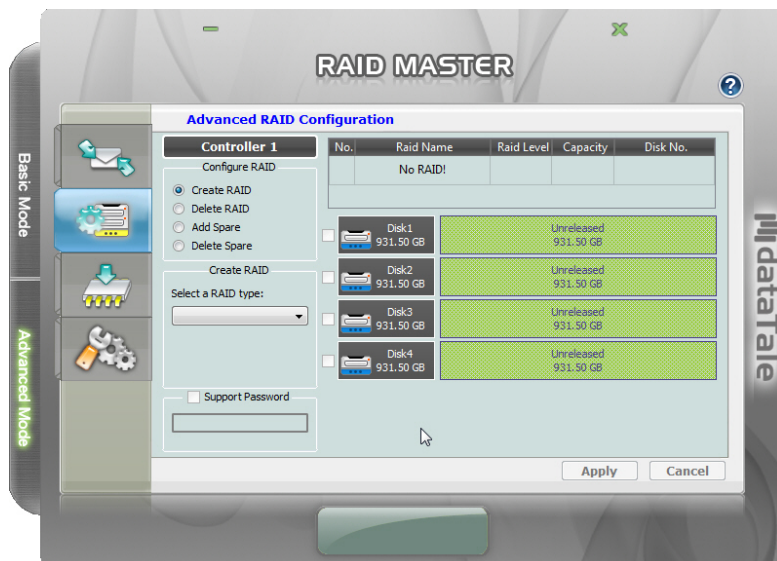 RAID MASTER
?
Advanced RAID Configuration
Basic Mode
Advanced Mode
Controller 1
Configure RAID
Create RAID
Delete RAID
Add Spare
Delete Spare
Create RAID
Select a RAID type:
Support Password
No. Raid Name Raid Level Capacity Disk No.
No RAID!
Disk1 Unreleased
931.50 GB 931.50 GB
Disk2 Unreleased
931.50 GB 931.50 GB
Disk3 Unreleased
931.50 GB 931.50 GB
Disk4 Unreleased
931.50 GB 931.50 GB
Apply Cancel
dataTale